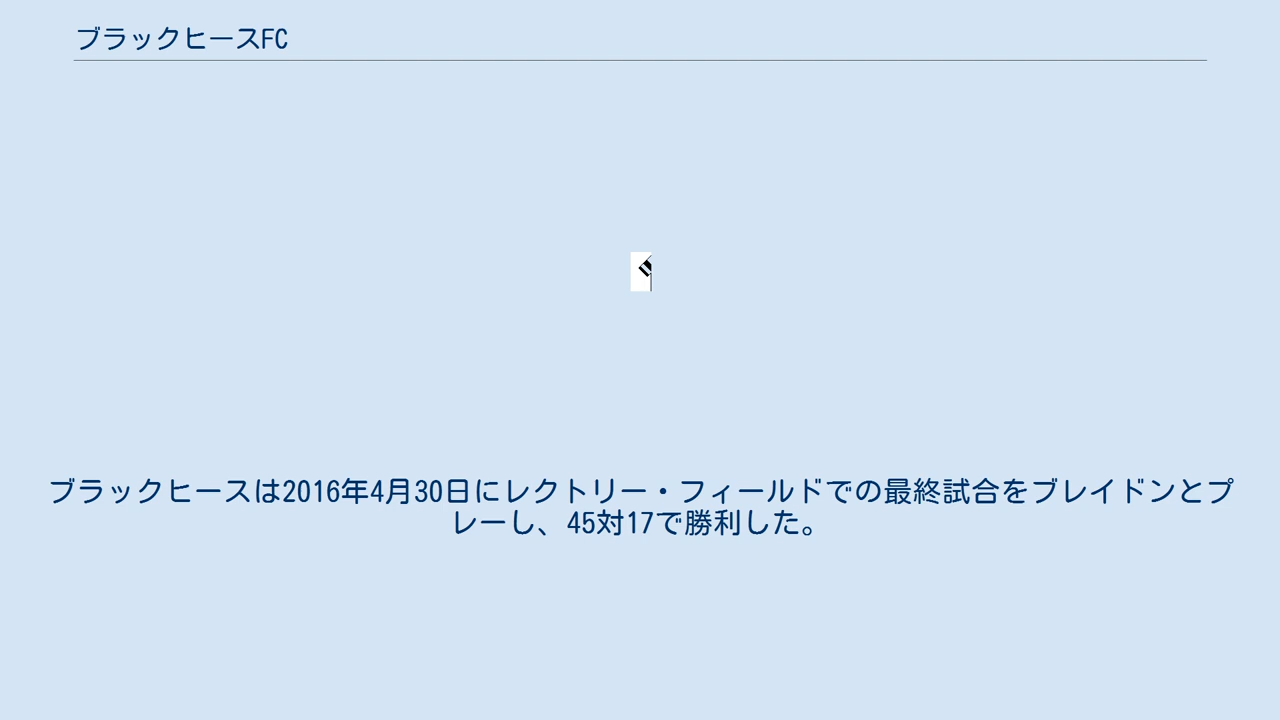 ブラックヒースFC
ブラックヒースは2016年4月30日にレクトリー・フィールドでの最終試合をブレイドンとプ
レーし、45対17で勝利した。